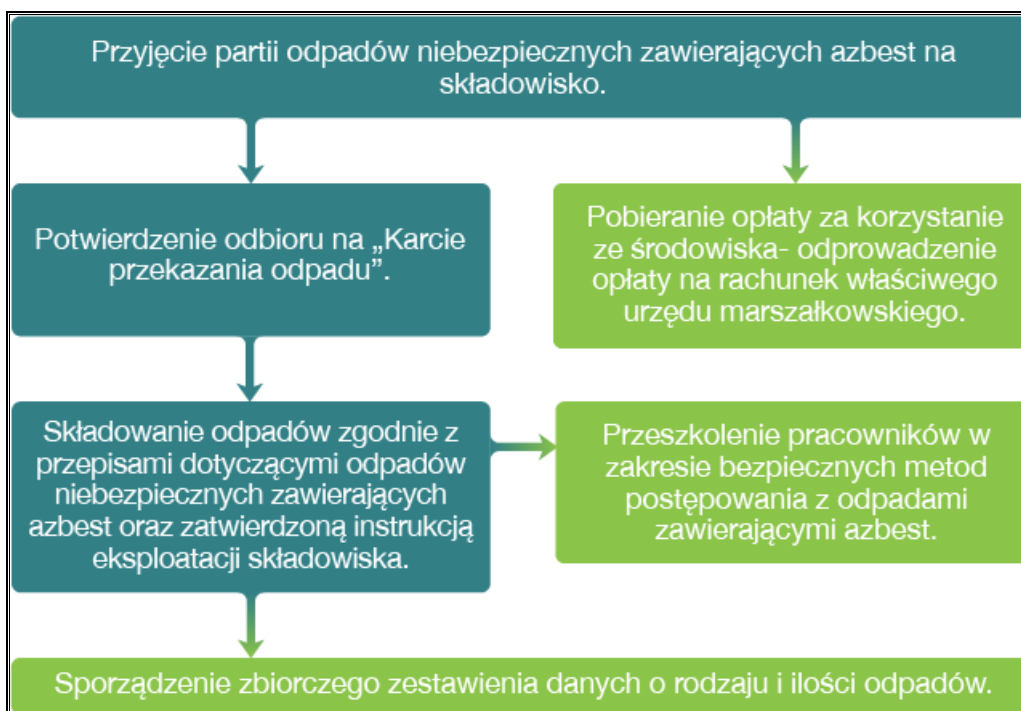 Przyjęcie partii odpadów niebezpiecznych zawierających azbest na
składowisko.
Potwierdzenie odbioru na „Karcie
przekazania odpadu”.
Pobieranie opłaty za korzystanie
ze środowiska- odprowadzenie
opłaty na rachunek właściwego
urzędu marszałkowskiego.
Składowanie odpadów zgodnie z
przepisami dotyczącymi odpadów
niebezpiecznych zawierających
azbest oraz zatwierdzoną instrukcją
eksploatacji składowiska.
Przeszkolenie pracowników w
zakresie bezpiecznych metod
postępowania z odpadami
zawierającymi azbest.
Sporządzenie zbiorczego zestawienia danych o rodzaju i ilości odpadów.